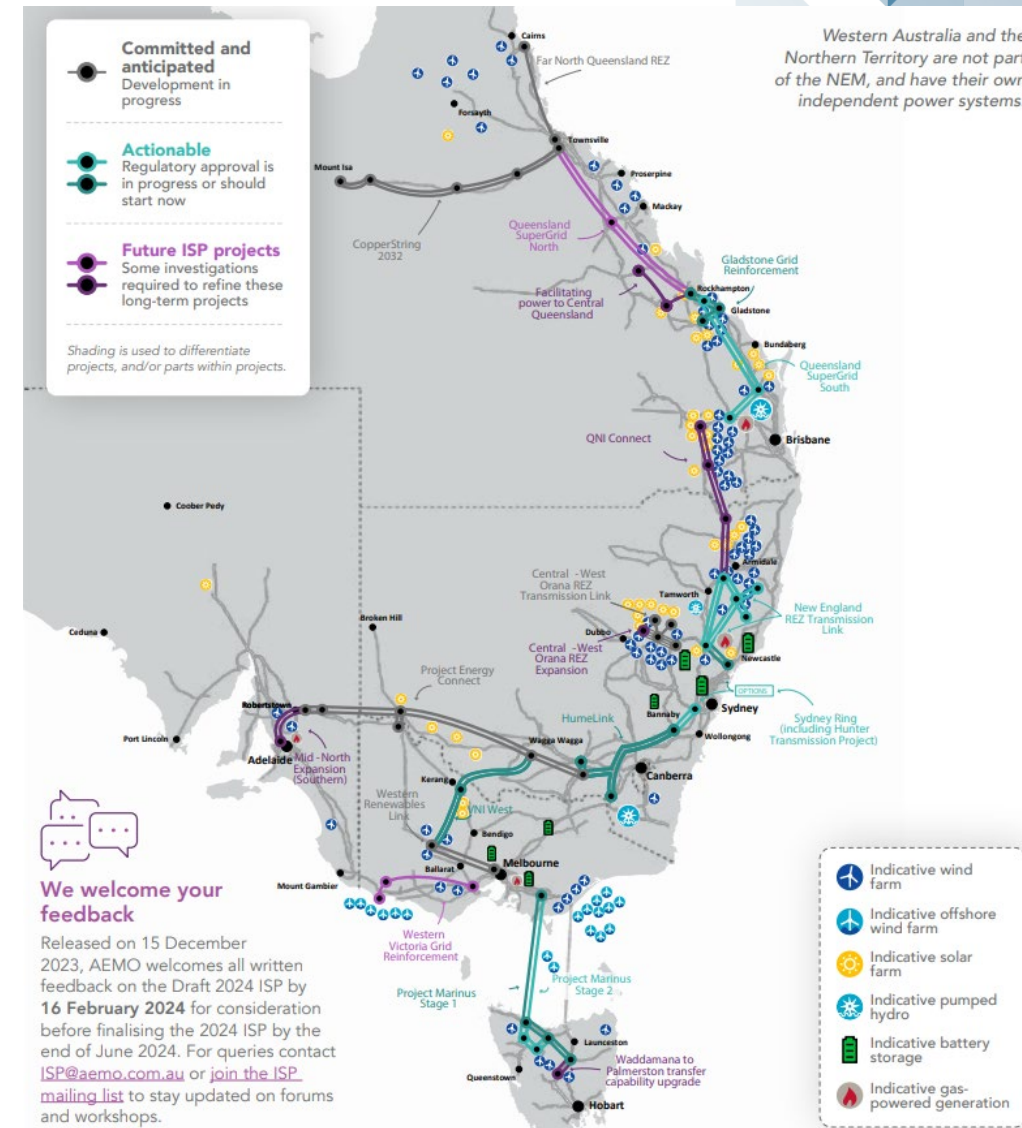 Committed and
anticipated
Development in
progress
Actionable
Regulatory approval is
in progress or should
start now
Future ISP projects
Some investigations
required to refine these
long-term projects
Shading is used to differentiate
projects, and/or parts within projects.
Western Australia and the
Northern Territory are not part
of the NEM, and have their own
independent power systems
Cairns
Far North Queensland REZ
Forsayth
Townsville
Mount Isa
Proserpine
Mackay
CopperString
2032
Queensland
SuperGrid
North
Gladstone Grid
Reinforcement
Facilitating
power to Central
Queensland
Rockhampton
Gladstone
Bundaberg
Queensland
SuperGrid
South
QNI Connect
Brisbane
Coober Pedy
Armidale
Central -West
Orana REZ
Transmission Link
Tamworth
New England
REZ Transmission
Link
Broken Hill
Ceduna
Dubbo
Central -West
Orana REZ
Expansion
Newcastle
Project Energy
Connect
OPTIONS
Robertstown
HumeLink
Bannaby
Sydney
Sydney Ring
(including Hunter
Transmission Project)
Port Lincoln
Wollongong
Wagga Wagga
Adelaide
Mid -North
Expansion
(Southern)
Canberra
Kerang
Western
Renewables
Link
VNI West
Bendigo
Melbourne
Ballarat
Mount Gambier
Western
Victoria Grid
Reinforcement
Project Marinus
Stage 1
Project Marinus
Stage 2
Launceston
Queenstown
Waddamana to
Palmerston transfer
capability upgrade
Hobart
We welcome your
feedback
Released on 15 December
2023, AEMO welcomes all written
feedback on the Draft 2024 ISP by
16 February 2024 for consideration
before finalising the 2024 ISP by the
end of June 2024. For queries contact
ISP@aemo.com.au or join the ISP
mailing list to stay updated on forums
and workshops.
Indicative wind
farm
Indicative offshore
wind farm
Indicative solar
farm
Indicative pumped
hydro
Indicative battery
storage
Indicative gas-
powered generation